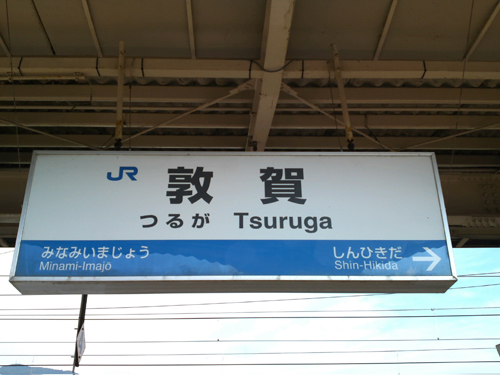 JR
敦賀
つるが Tsuruga
みなみいまじょう しんひきだ
Minami-Imajō Shin-Hikida